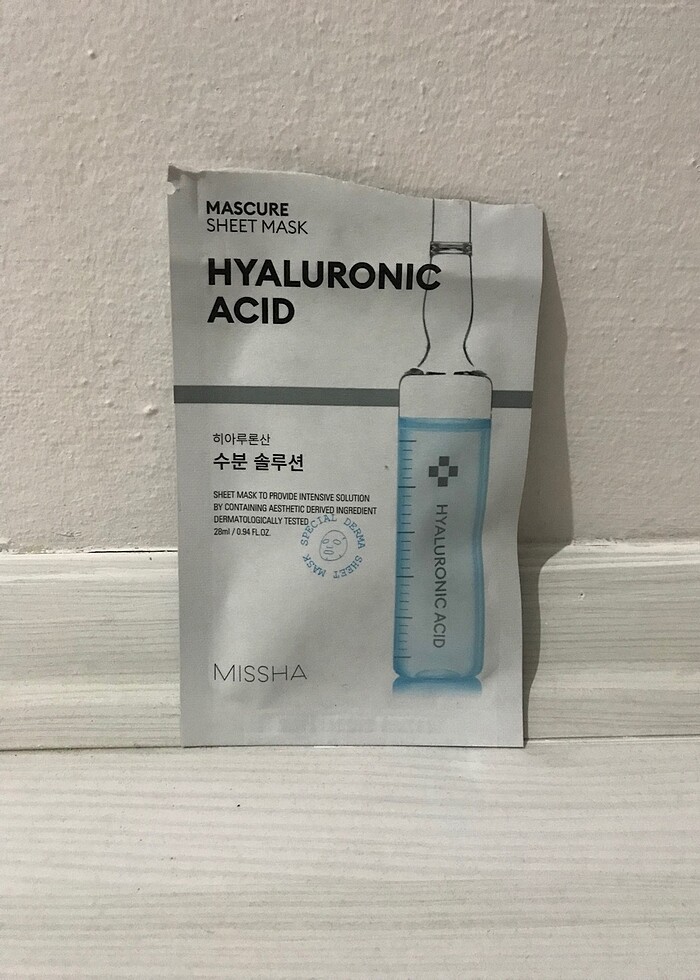 MASCURE
SHEET MASK
HYALURONIC
ACID
히아루론산
수분 솔루션
SHEET MASK TO PROVIDE INTENSIVE SOLUTION
BY CONTAINING AESTHETIC DERIVED INGREDIENT
DERMATOLOGICALLY TESTED
28ml / 0.94 FL.OZ.
SPECIAL DERMA SHEET MASK
HYALURONIC ACID
MISSHA